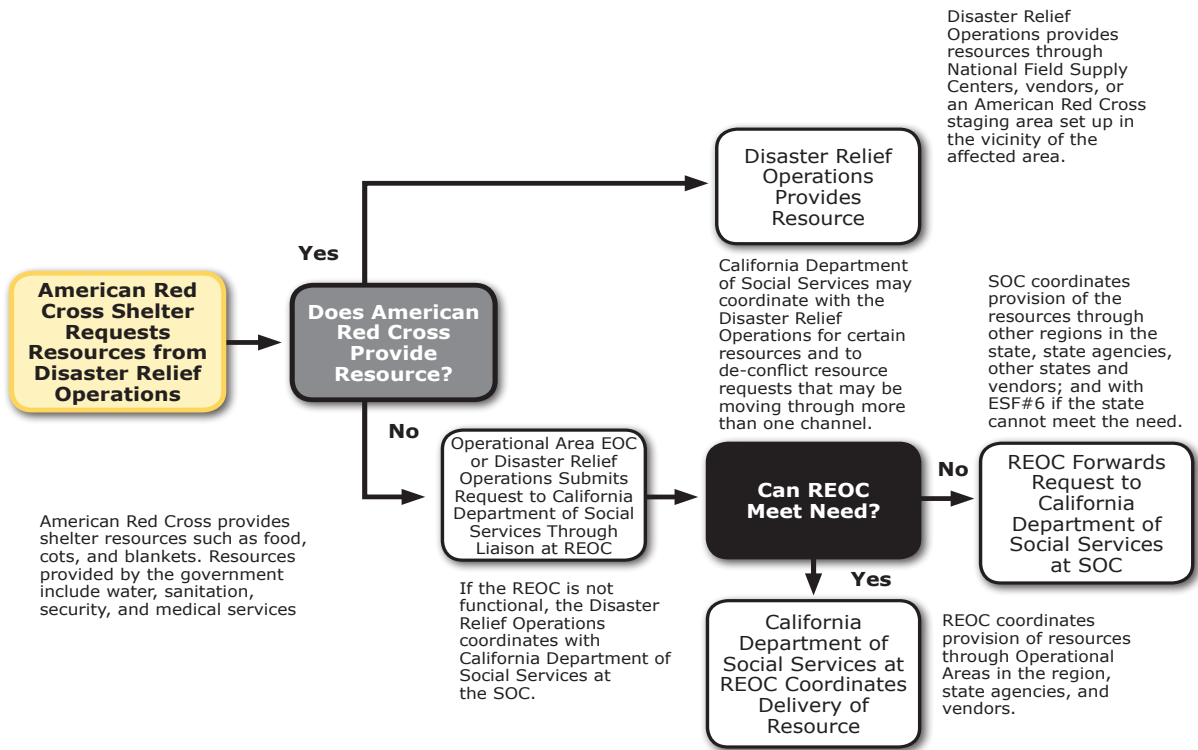 Disaster Relief
Operations provides
resources through
National Field Supply
Centers, vendors, or
an American Red Cross
staging area set up in
the vicinity of the
affected area.
Disaster Relief
Operations
Provides
Resource
Yes
American Red
Cross Shelter
Requests
Resources from
Disaster Relief
Operations
Does American
Red Cross
Provide
Resource?
California Department
of Social Services may
coordinate with the
Disaster Relief
Operations for certain
resources and to
de-conflict resource
requests that may be
moving through more
than one channel.
SOC coordinates
provision of the
resources through
other regions in the
state, state agencies,
other states and
vendors; and with
ESF#6 if the state
cannot meet the need.
No
Operational Area EOC
or Disaster Relief
Operations Submits
Request to California
Department of Social
Services Through
Liaison at REOC
Can REOC
Meet Need?
No
REOC Forwards
Request to
California
Department of
Social Services
at SOC
American Red Cross provides
shelter resources such as food,
cots, and blankets. Resources
provided by the government
include water, sanitation,
security, and medical services
If the REOC is not
functional, the Disaster
Relief Operations
coordinates with
California Department of
Social Services at
the SOC.
Yes
California
Department of
Social Services at
REOC Coordinates
Delivery of
Resource
REOC coordinates
provision of resources
through Operational
Areas in the region,
state agencies, and
vendors.